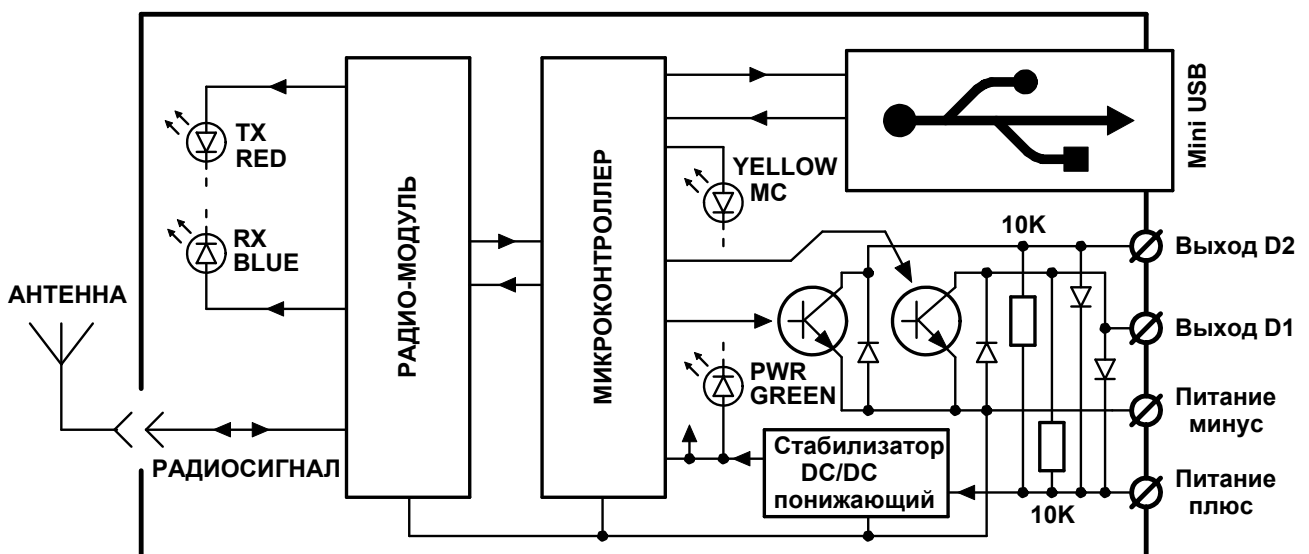 TX
RED
RX
BLUE
АНТЕННА
РАДИОСИГНАЛ
РАДИО-МОДУЛЬ
МИКРОКОНТРОЛЛЕР
YELLOW
MC
PWR
GREEN
Стабилизатор
DC/DC
понижающий
10K
10K
Mini USB
Выход D2
Выход D1
Питание
минус
Питание
плюс